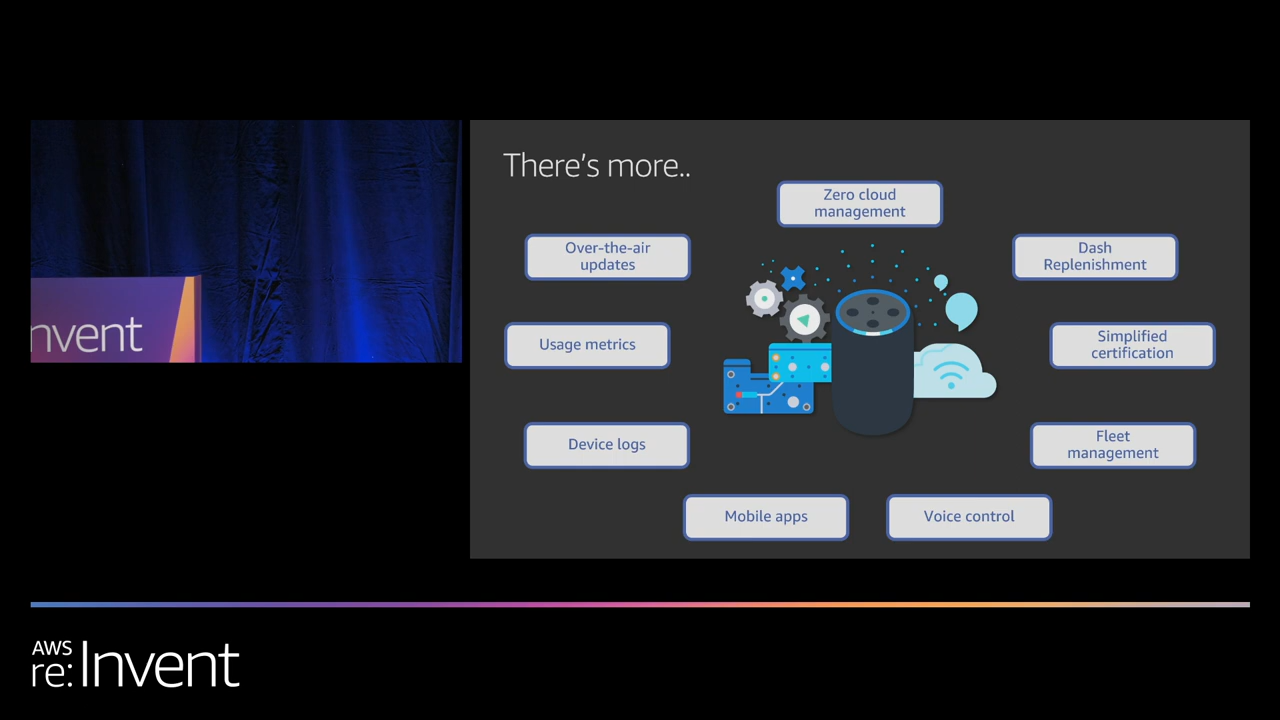 There's more..
Zero cloud
management
Over-the-air
updates
Dash
Replenishment
Usage metrics
Simplified
certification
Device logs
Fleet
management
Mobile apps
Voice control
nvent
AWS
re:Invent